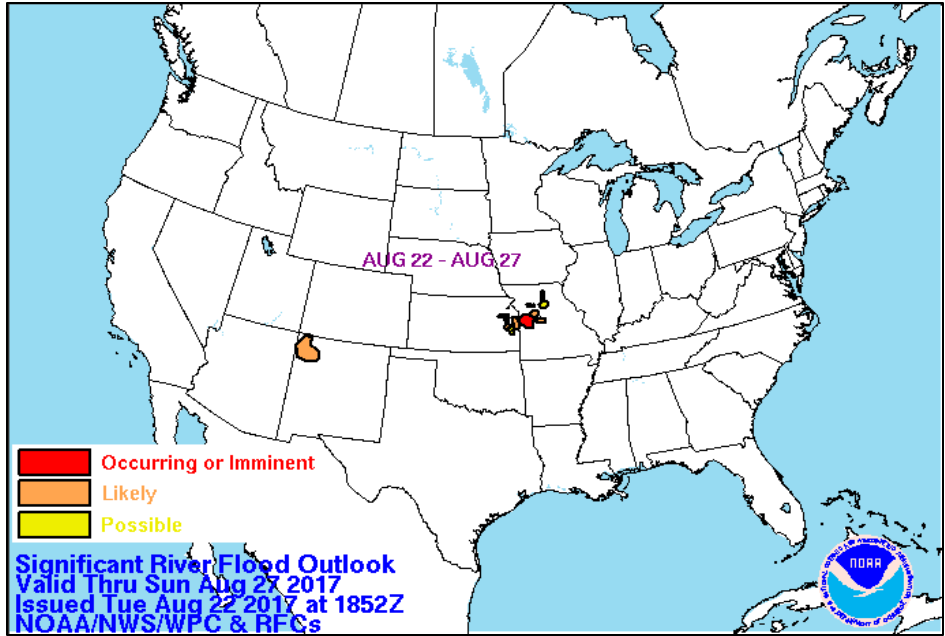 AUG 22 - AUG 27
Occurring or Imminent
Likely
Possible
Significant River Flood Outlook
Valid Thru Sun Aug 27 2017
Issued Tue Aug 22 2017 at 1852Z
NOAA/NWS/WPC & RFCs
NOAA